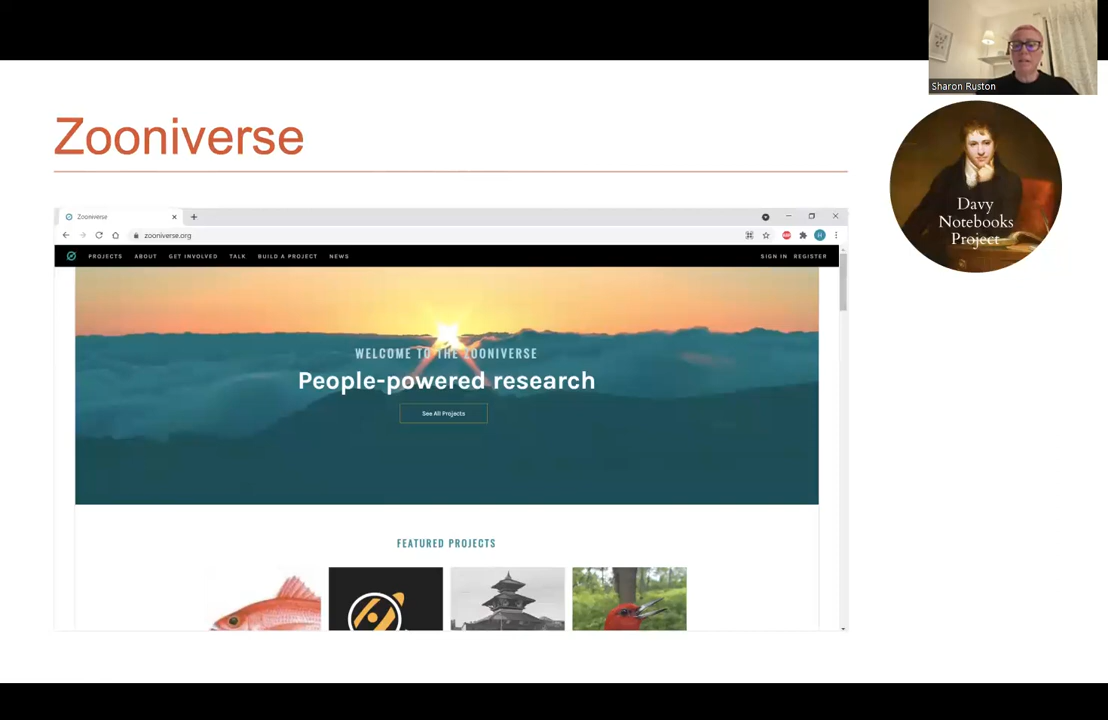 Sharon Ruston
Zooniverse
Davy
Notebooks
Project
Zooniverse
zooniverse.org
PROJECTS ABOUT GET INVOLVED TALK BUILD A PROJECT NEWS
SIGN IN REGISTER
WELCOME TO THE ZOONIVERSE
People-powered research
See All Projects
FEATURED PROJECTS